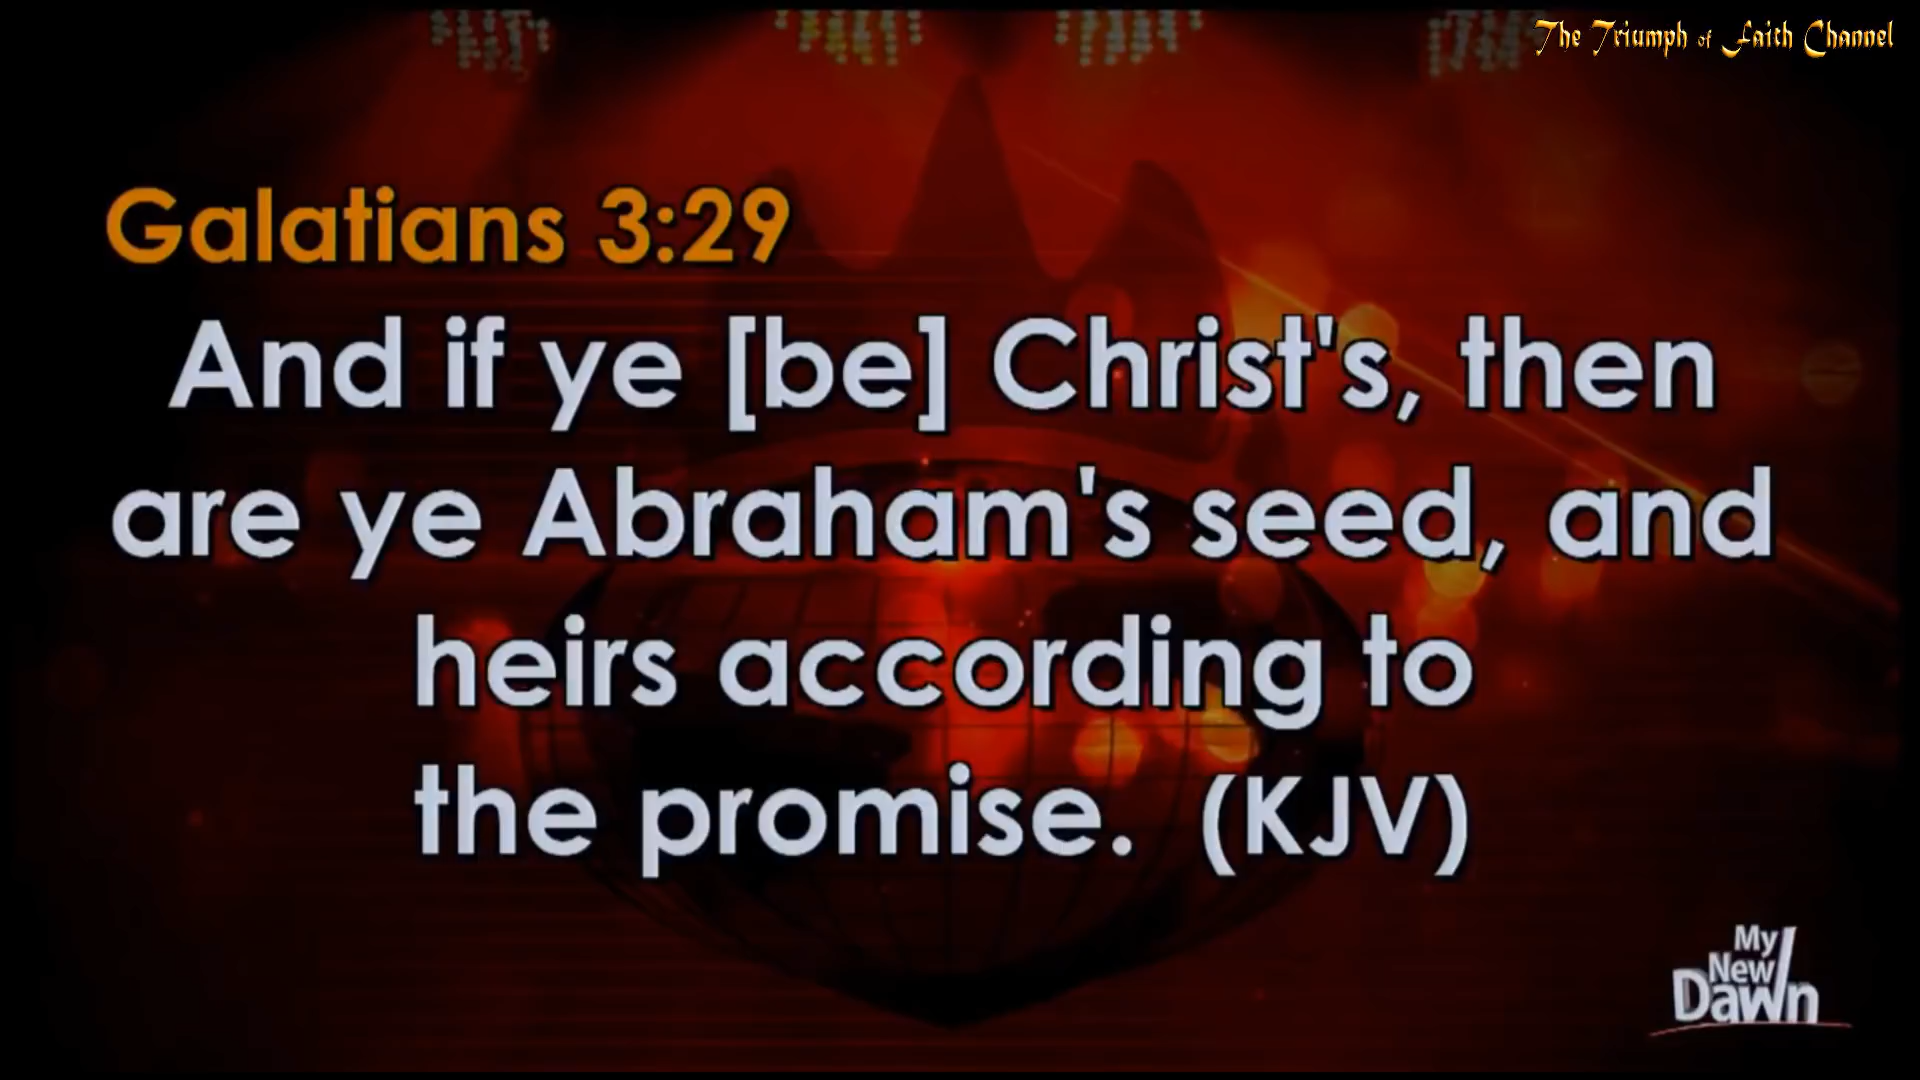 The Triumph of Faith Channel
Galatians 3:29
And if ye [be] Christ's, then
are ye Abraham's seed, and
heirs according to
the promise. (KJV)
My
New
Dawn